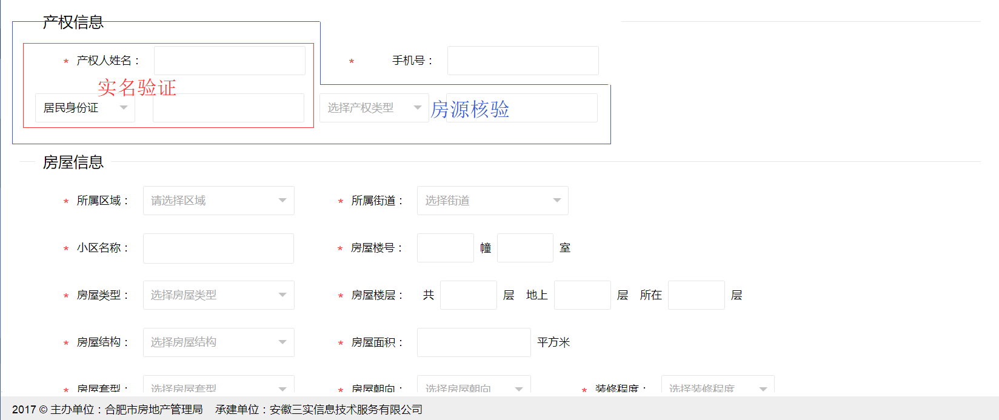 产权信息
* 产权人姓名： * 手机号：
实名验证
居民身份证 选择产权类型 房源核验
房屋信息
* 所属区域： 请选择区域 * 所属街道： 选择街道
* 小区名称： * 房屋楼号： 幢 室
* 房屋类型： 选择房屋类型 * 房屋楼层： 共 层 地上 层 所在 层
* 房屋结构： 选择房屋结构 * 房屋面积： 平方米
* 房屋套型： 选择房屋套型 * 房屋朝向： 选择房屋朝向 * 装修程度： 选择装修程度
2017 © 主办单位：合肥市房地产管理局 承建单位：安徽三实信息技术服务有限公司